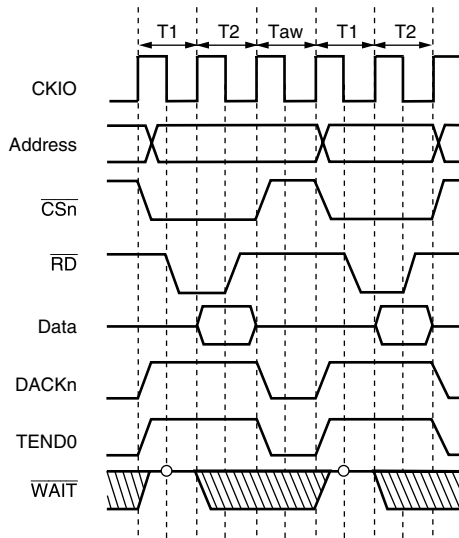 T1 T2 Taw T1 T2
CKIO
Address
CSn
RD
Data
DACKn
TEND0
WAIT